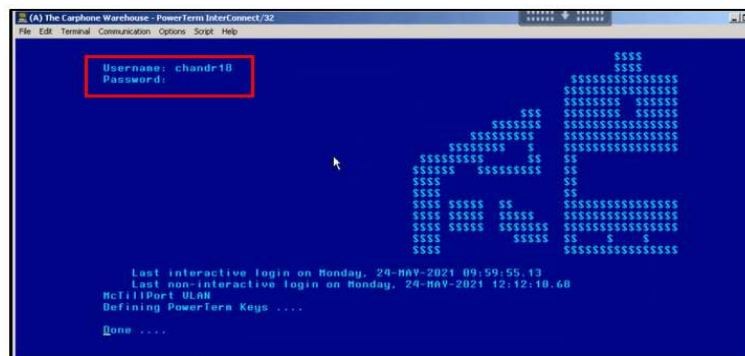 (A) The Carphone Warehouse - PowerTerm InterConnect/32
File Edit Terminal Communication Options Script Help
Username: chandr18
Password:
$$$$
$$$$
$$$$$$$$$$$$$$$
$$$$$$$$$$$$$$$$
$$$$$$$$ $$$$$$
$$$ $$$$$$$$ $$$$$$
$$$$$$$ $$$$$$$$$$$$$$$$
$$$$$$$$$ $$$$$$$$$$$$$$$$
$$$$$$$$ $ $$$$$$$$$$$$$$$$
$$$$$$$$$ $$ $$
$$$$$$ $$$$$$$$$ $$
$$$$ $$
$$$$ $$
$$$$ $$$$$ $$ $$$$$$$$$$$$$$$$
$$$$ $$$$$ $$$$$ $$$$$$$$$$$$$$$$
$$$$ $$$$$ $$$$$$$ $$$$$$$$$$$$$$$$
$$$$ $$$$$ $$ $ $
$$$$ $$$$$$$$$$$$$$$$
Last interactive login on Monday, 24-MAY-2021 09:59:55.13
Last non-interactive login on Monday, 24-MAY-2021 12:12:10.68
McTillPort VLAN
Defining PowerTerm Keys ....
Done ....